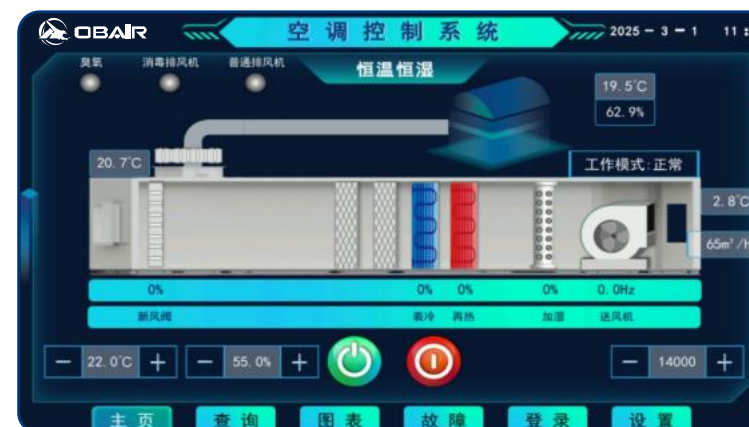 OBAIR
空调控制系统
2025 - 3 - 1 11 :
臭氧 消毒排风机 普通排风机
恒温恒湿
19.5℃
62.9%
20.7℃
工作模式:正常
2.8℃
65m³/h
0% 0% 0% 0% 0.0Hz
新风阀 表冷 再热 加湿 送风机
— 22.0℃ + — 55.0% + — 14000 +
主页 查询 图表 故障 登录 设置